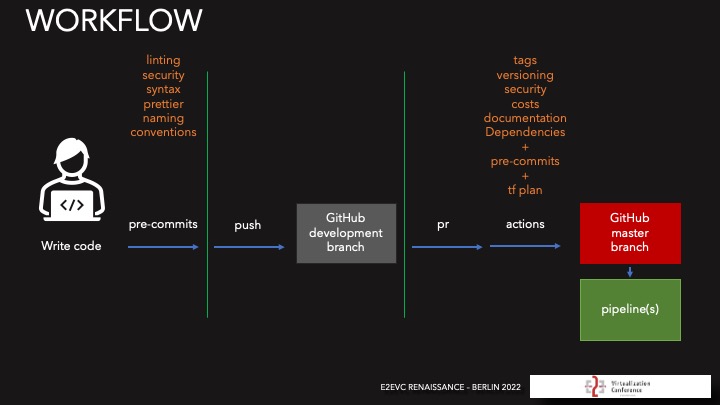 WORKFLOW
linting
security
syntax
prettier
naming
conventions
tags
versioning
security
costs
documentation
Dependencies
+
pre-commits
+
tf plan
</>
Write code
pre-commits
push
GitHub
development
branch
pr
actions
GitHub
master
branch
pipeline(s)
E2EVC RENAISSANCE – BERLIN 2022
E2E
Virtualization
Conference